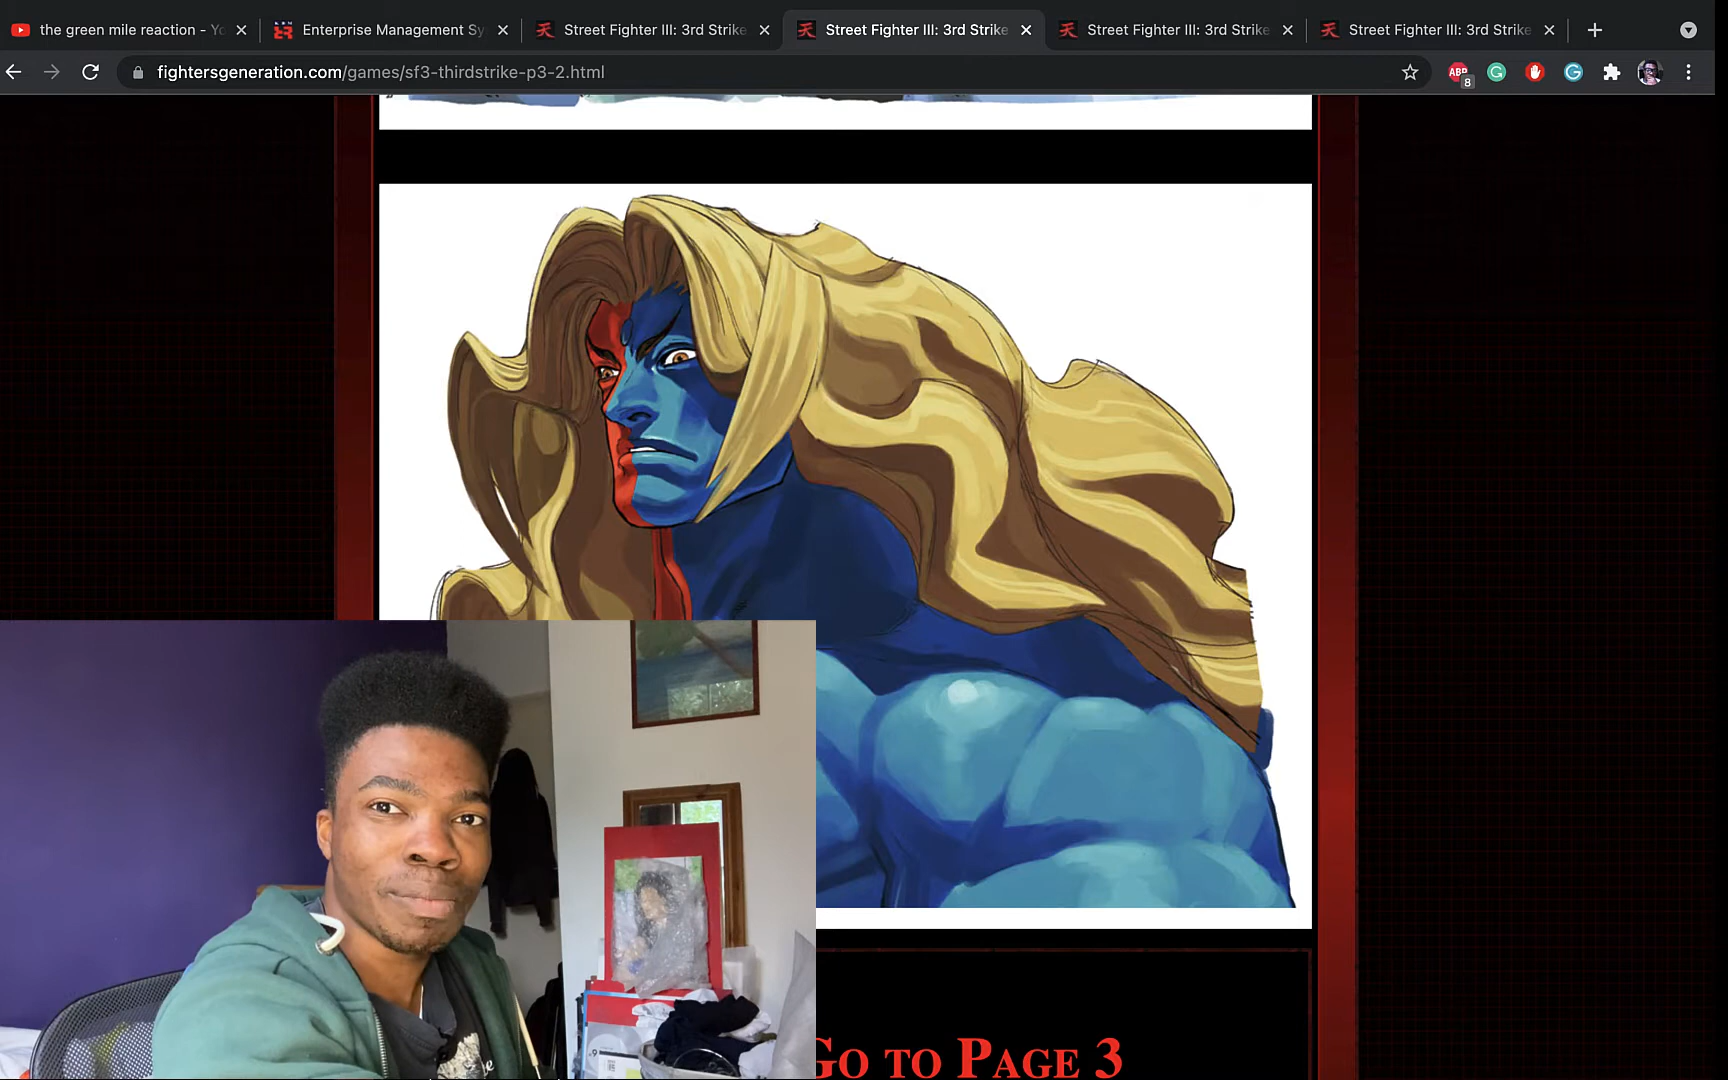 the green mile reaction - Yo
Enterprise Management Sy
Street Fighter III: 3rd Strike
Street Fighter III: 3rd Strike
Street Fighter III: 3rd Strike
Street Fighter III: 3rd Strike
fightersgeneration.com/games/sf3-thirdstrike-p3-2.html
ABP
8
Go to Page 3